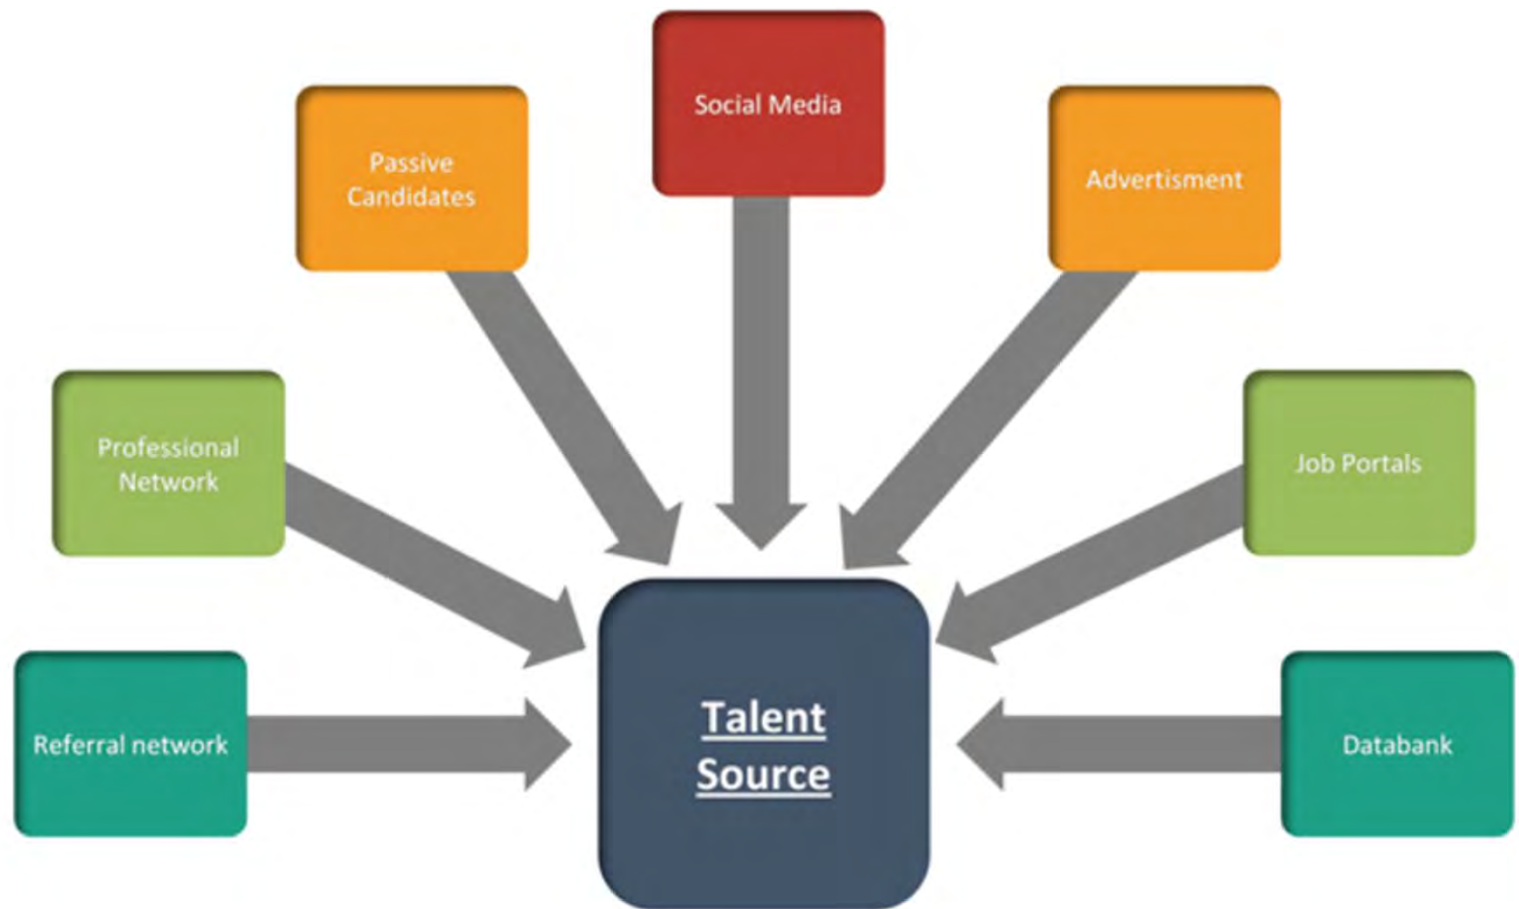 Social Media
Passive
Candidates
Advertisment
Professional
Network
Job Portals
Referral network
Talent
Source
Databank